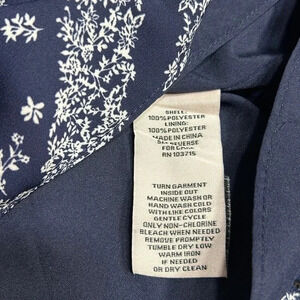 SHELL:
100%POLYESTER
LINING:
100%POLYESTER
MADE IN CHINA
SEE REVERSE
FOR CARE
RN 103715
TURN GARMENT
INSIDE OUT
MACHINE WASH OR
HAND WASH COLD
WITH LIKE COLORS
GENTLE CYCLE
ONLY NON-CHLORINE
BLEACH WHEN NEEDED
REMOVE PROMPTLY
TUMBLE DRY LOW
WARM IRON
IF NEEDED
OR DRY CLEAN